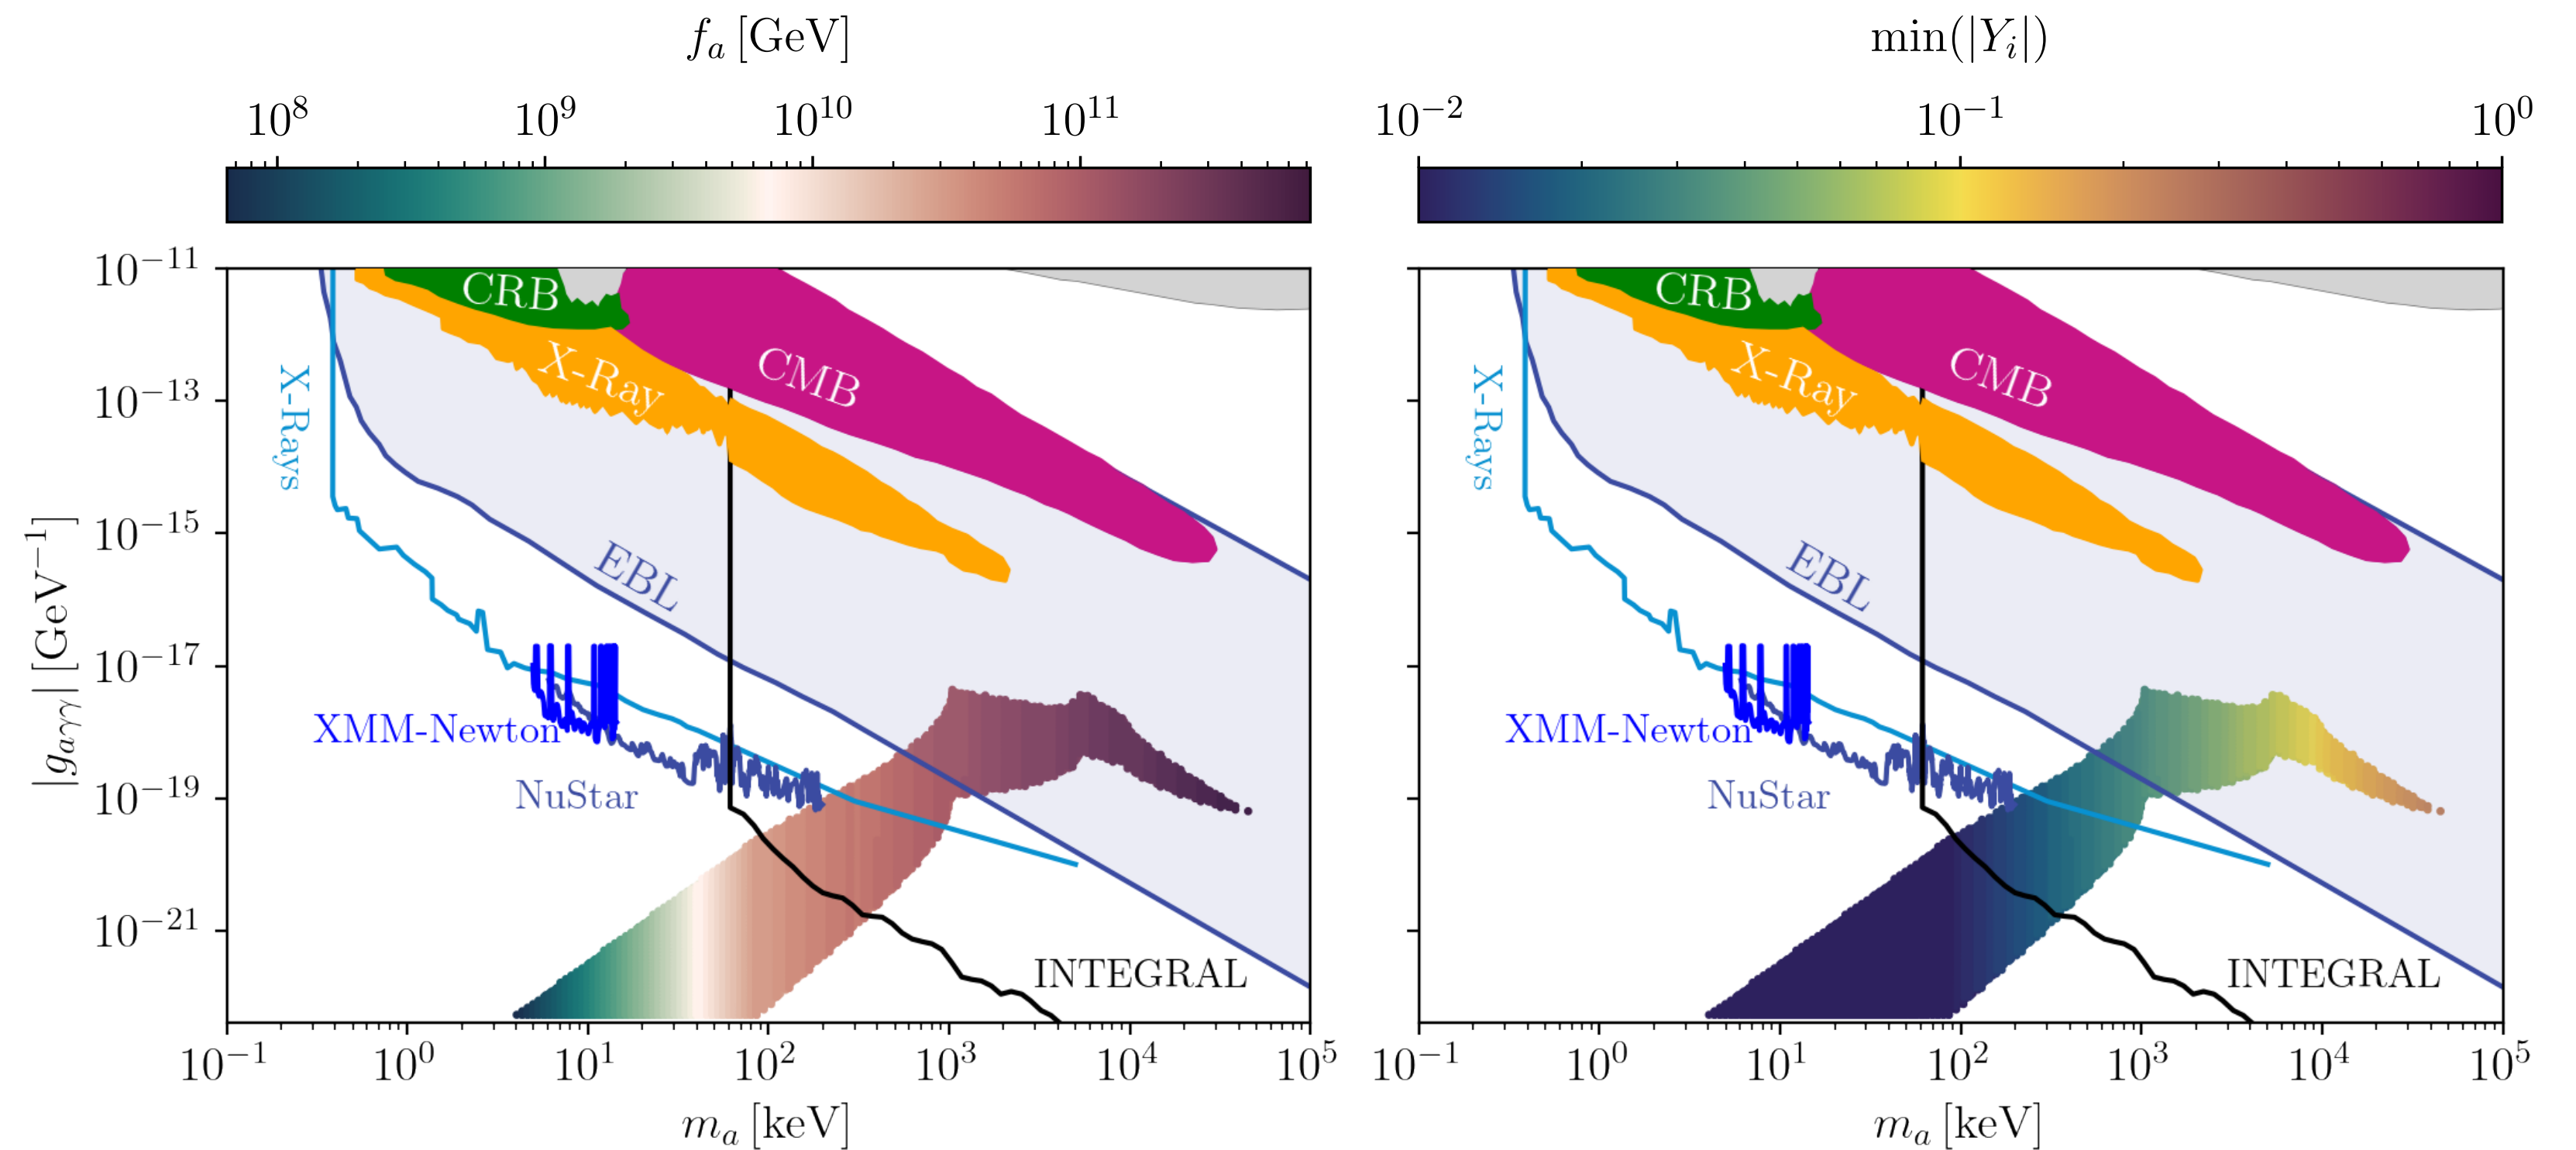 f_a [GeV]
10^8 10^9 10^10 10^11
min(|Y_i|)
10^-2 10^-1 10^0
|g_aγγ| [GeV^-1]
10^-11
10^-13
10^-15
10^-17
10^-19
10^-21
CRB
X-Ray
CMB
X-Rays
EBL
XMM-Newton
NuStar
INTEGRAL
10^-1 10^0 10^1 10^2 10^3 10^4 10^5
m_a [keV]
CRB
X-Ray
CMB
X-Rays
EBL
XMM-Newton
NuStar
INTEGRAL
10^-1 10^0 10^1 10^2 10^3 10^4 10^5
m_a [keV]